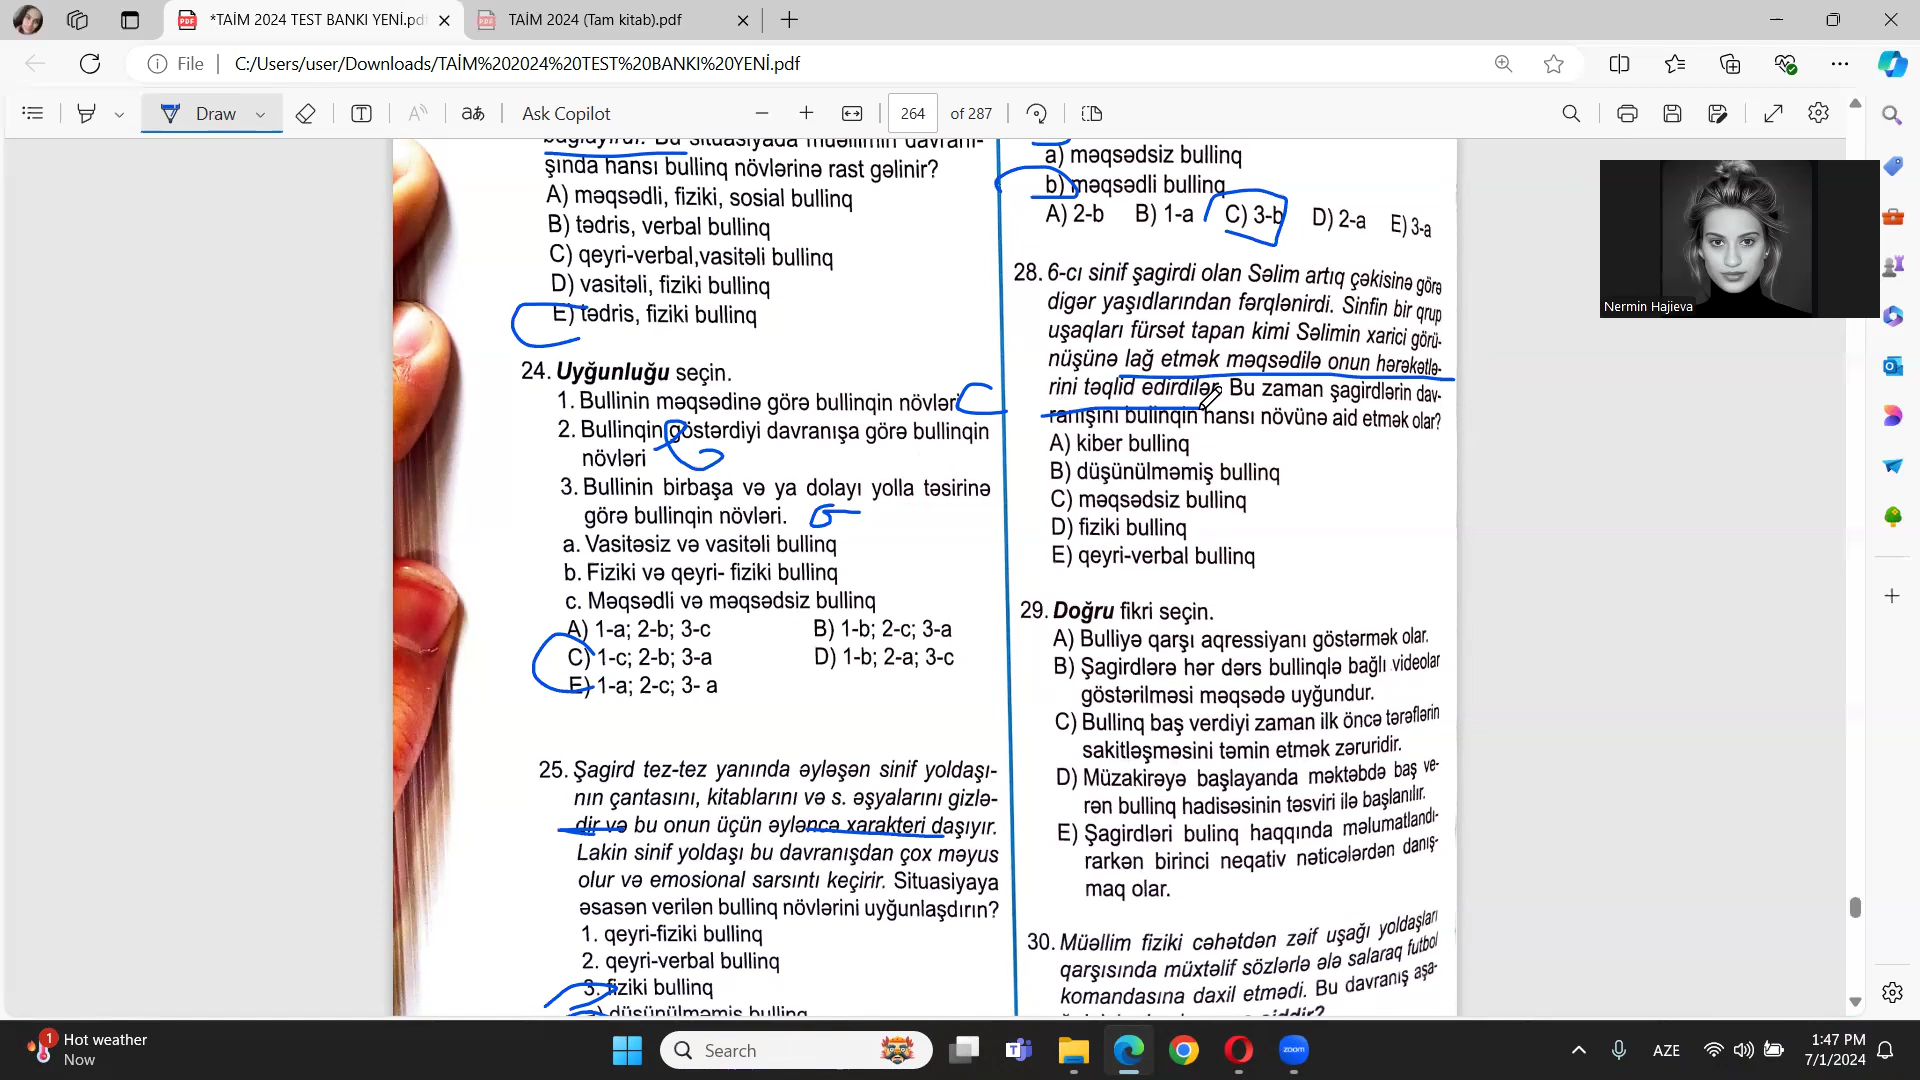 *TAİM 2024 TEST BANKI YENİ.pdf
TAİM 2024 (Tam kitab).pdf
File
C:/Users/user/Downloads/TAİM%202024%20TEST%20BANKI%20YENİ.pdf
Draw
aあ
Ask Copilot
264 of 287
bağlayırdı. Bu situasiyada müəllimin davranı-
şında hansı bullinq növlərinə rast gəlinir?
A) məqsədli, fiziki, sosial bullinq
B) tədris, verbal bullinq
C) qeyri-verbal,vasitəli bullinq
D) vasitəli, fiziki bullinq
E) tədris, fiziki bullinq
24. Uyğunluğu seçin.
1. Bullinin məqsədinə görə bullinqin növləri
2. Bullinqin göstərdiyi davranışa görə bullinqin
növləri
3. Bullinin birbaşa və ya dolayı yolla təsirinə
görə bullinqin növləri.
a. Vasitəsiz və vasitəli bullinq
b. Fiziki və qeyri- fiziki bullinq
c. Məqsədli və məqsədsiz bullinq
A) 1-a; 2-b; 3-c B) 1-b; 2-c; 3-a
C) 1-c; 2-b; 3-a D) 1-b; 2-a; 3-c
E) 1-a; 2-c; 3- a
25. Şagird tez-tez yanında əyləşən sinif yoldaşı-
nın çantasını, kitablarını və s. əşyalarını gizlə-
dir və bu onun üçün əyləncə xarakteri daşıyır.
Lakin sinif yoldaşı bu davranışdan çox məyus
olur və emosional sarsıntı keçirir. Situasiyaya
əsasən verilən bullinq növlərini uyğunlaşdırın?
1. qeyri-fiziki bullinq
2. qeyri-verbal bullinq
3. fiziki bullinq
a) düşünülməmiş bullinq
a) məqsədsiz bullinq
b) məqsədli bullinq
A) 2-b B) 1-a C) 3-b D) 2-a E) 3-a
28. 6-cı sinif şagirdi olan Səlim artıq çəkisinə görə
digər yaşıdlarından fərqlənirdi. Sinfin bir qrup
uşaqları fürsət tapan kimi Səlimin xarici görü-
nüşünə lağ etmək məqsədilə onun hərəkətlə-
rini təqlid edirdilər. Bu zaman şagirdlərin dav-
ranışını bulinqin hansı növünə aid etmək olar?
A) kiber bullinq
B) düşünülməmiş bullinq
C) məqsədsiz bullinq
D) fiziki bullinq
E) qeyri-verbal bullinq
29. Doğru fikri seçin.
A) Bulliyə qarşı aqressiyanı göstərmək olar.
B) Şagirdlərə hər dərs bullinqlə bağlı videolar
göstərilməsi məqsədə uyğundur.
C) Bullinq baş verdiyi zaman ilk öncə tərəflərin
sakitləşməsini təmin etmək zəruridir.
D) Müzakirəyə başlayanda məktəbdə baş ve-
rən bullinq hadisəsinin təsviri ilə başlanılır.
E) Şagirdləri bulinq haqqında məlumatlandı-
rarkən birinci neqativ nəticələrdən danış-
maq olar.
30. Müəllim fiziki cəhətdən zəif uşağı yoldaşları
qarşısında müxtəlif sözlərlə ələ salaraq futbol
komandasına daxil etmədi. Bu davranış aşa-
Nermin Hajieva
1
Hot weather
Now
Search
zoom
AZE
1:47 PM
7/1/2024